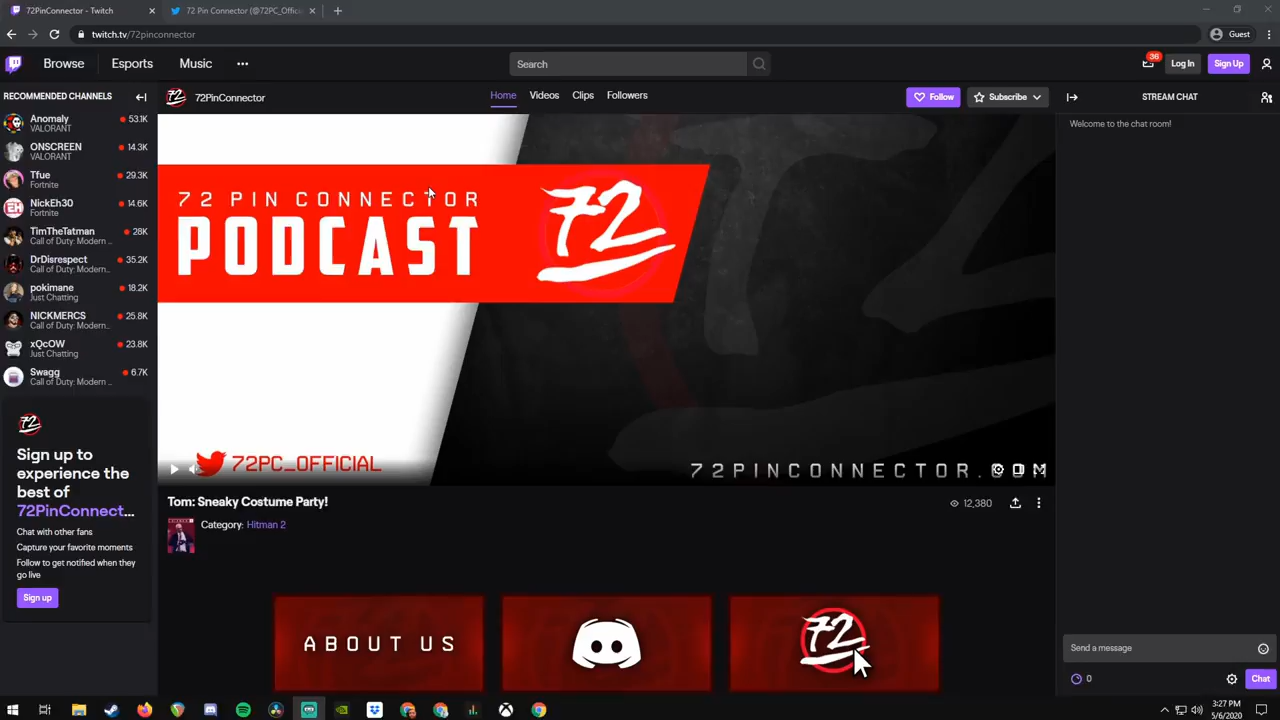 72PinConnector - Twitch
72 Pin Connector (@72PC_Offici
twitch.tv/72pinconnector
Guest
Browse
Esports
Music
Search
36
Log In
Sign Up
RECOMMENDED CHANNELS
72
72PinConnector
Home
Videos
Clips
Followers
Follow
Subscribe
STREAM CHAT
Anomaly
53.1K
VALORANT
ONSCREEN
14.3K
VALORANT
Tfue
29.3K
Fortnite
NickEh30
14.6K
Fortnite
TimTheTatman
28K
Call of Duty: Modern ...
DrDisrespect
35.2K
Call of Duty: Modern ...
pokimane
18.2K
Just Chatting
NICKMERCS
25.8K
Call of Duty: Modern ...
xQcOW
23.8K
Just Chatting
Swagg
6.7K
Call of Duty: Modern ...
72
Sign up to
experience the
best of
72PinConnect...
Chat with other fans
Capture your favorite moments
Follow to get notified when they
go live
Sign up
72 PIN CONNECTOR
PODCAST
72
72PC_OFFICIAL
72PINCONNECTOR.COM
Tom: Sneaky Costume Party!
12,380
Category: Hitman 2
ABOUT US
72
Welcome to the chat room!
Send a message
0
Chat
3:27 PM
5/6/2020